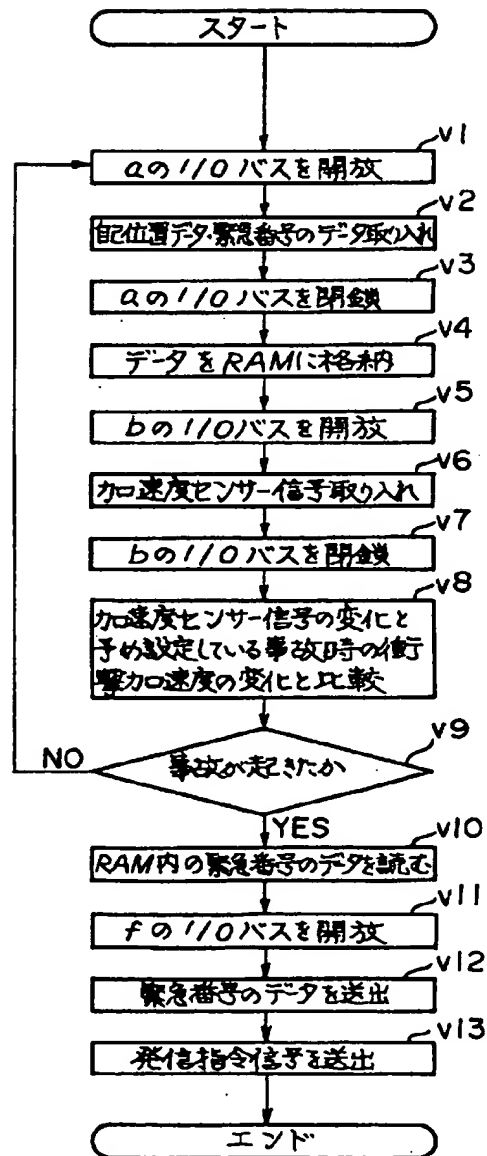 スタート
v1
aのI/Oバスを開放
v2
自己位置データ・緊急番号のデータ取り入れ
v3
aのI/Oバスを閉鎖
v4
データをRAMに格納
v5
bのI/Oバスを開放
v6
加速度センサー信号取り入れ
v7
bのI/Oバスを閉鎖
v8
加速度センサー信号の変化と
予め設定している事故時の衝
撃加速度の変化と比較
v9
事故が起きたか
NO
YES
v10
RAM内の緊急番号のデータを読む
v11
fのI/Oバスを開放
v12
緊急番号のデータを送出
v13
発信指令信号を送出
エンド